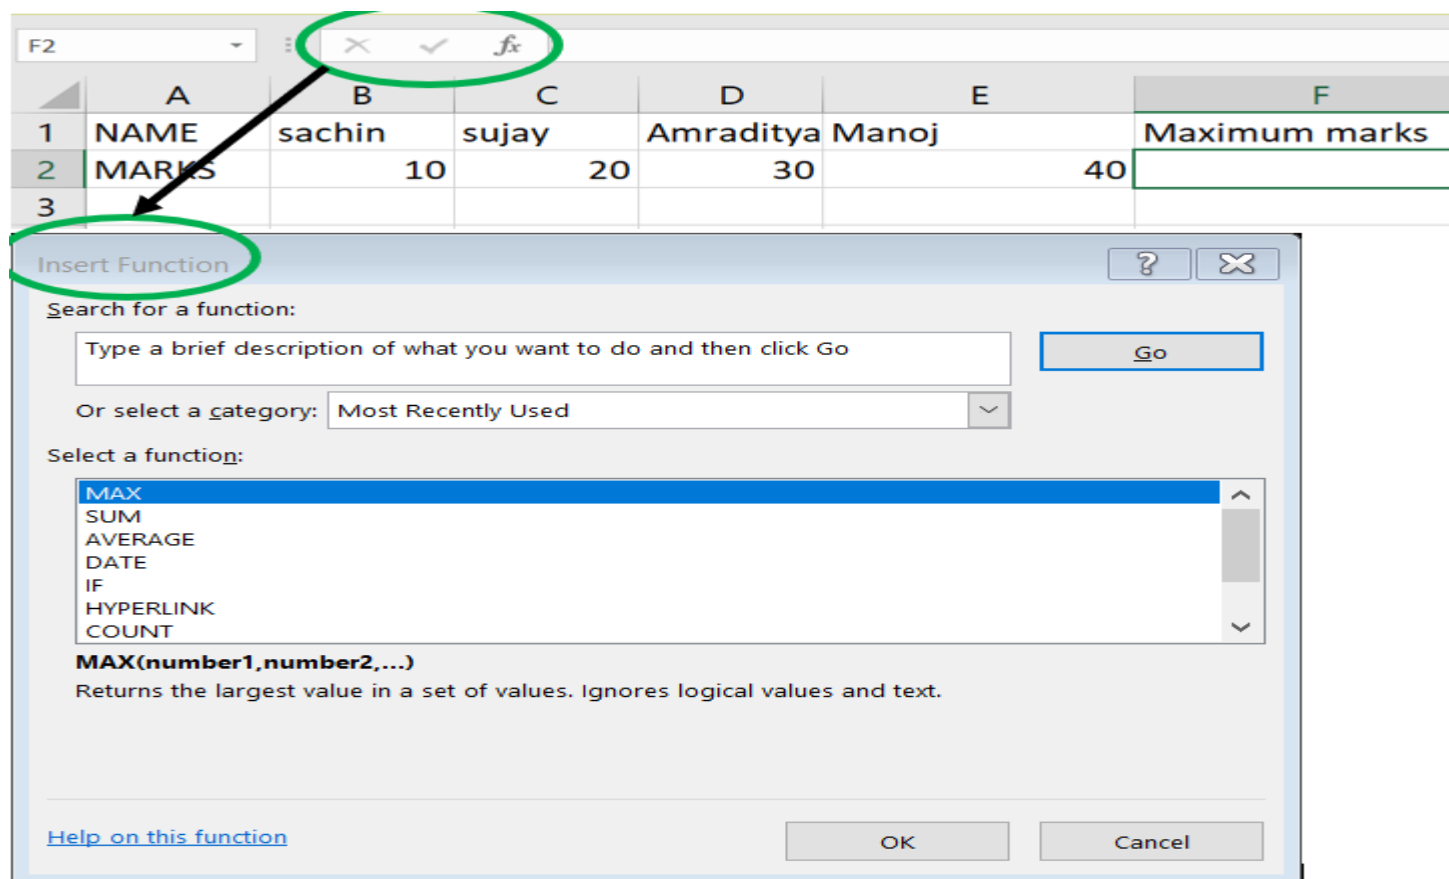 F2 fx
A B C D E F
1 NAME sachin sujay Amraditya Manoj Maximum marks
2 MARKS 10 20 30 40
3
Insert Function
Search for a function:
Type a brief description of what you want to do and then click Go
Go
Or select a category: Most Recently Used
Select a function:
MAX
SUM
AVERAGE
DATE
IF
HYPERLINK
COUNT
MAX(number1,number2,...)
Returns the largest value in a set of values. Ignores logical values and text.
Help on this function
OK Cancel